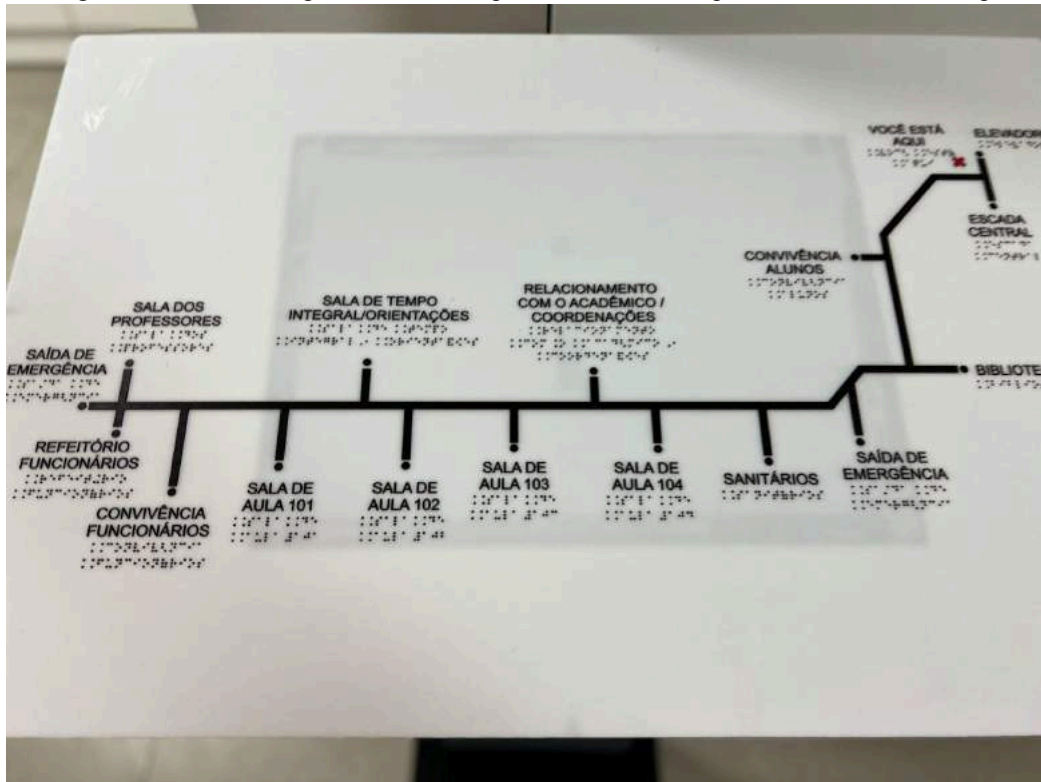 VOCÊ ESTÁ
AQUI
ELEVADOR
ESCADA
CENTRAL
CONVIVÊNCIA
ALUNOS
RELACIONAMENTO
COM O ACADÊMICO /
COORDENAÇÕES
SALA DE TEMPO
INTEGRAL/ORIENTAÇÕES
SALA DOS
PROFESSORES
SAÍDA DE
EMERGÊNCIA
BIBLIOTE
REFEITÓRIO
FUNCIONÁRIOS
CONVIVÊNCIA
FUNCIONÁRIOS
SALA DE
AULA 101
SALA DE
AULA 102
SALA DE
AULA 103
SALA DE
AULA 104
SANITÁRIOS
SAÍDA DE
EMERGÊNCIA